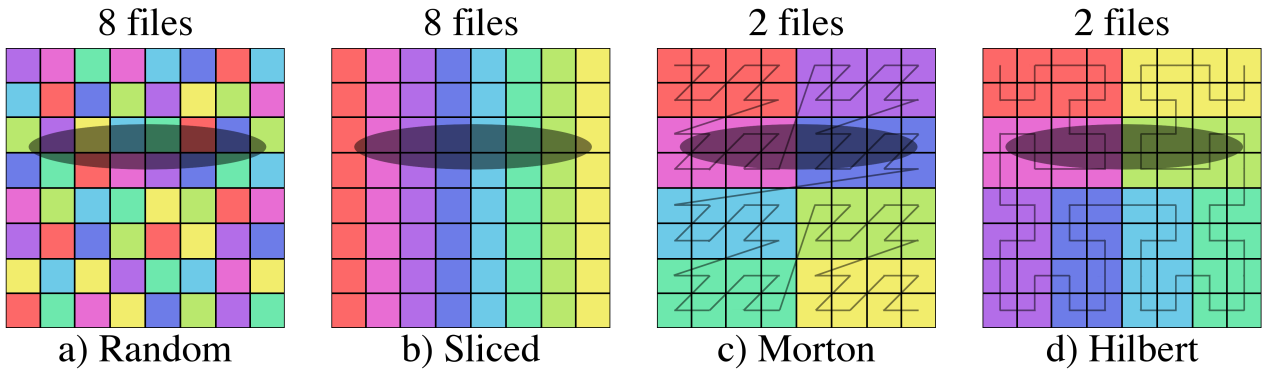 8 files
8 files
2 files
2 files
a) Random
b) Sliced
c) Morton
d) Hilbert